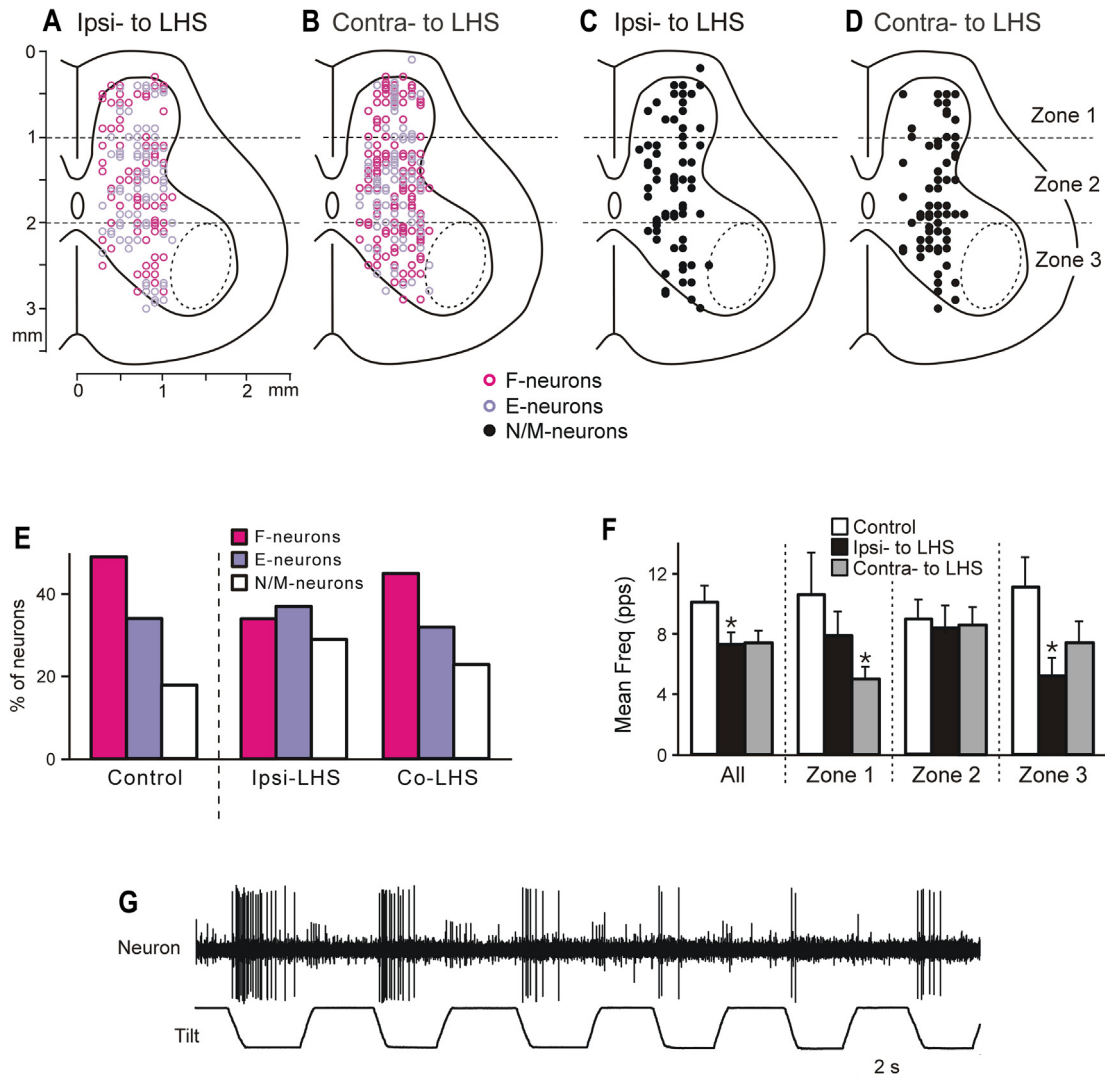 A Ipsi- to LHS
B Contra- to LHS
C Ipsi- to LHS
D Contra- to LHS
0
1
2
3
mm
Zone 1
Zone 2
Zone 3
0 1 2 mm
F-neurons
E-neurons
N/M-neurons
E
F-neurons
E-neurons
N/M-neurons
% of neurons
40
20
0
Control Ipsi-LHS Co-LHS
F
Control
Ipsi- to LHS
Contra- to LHS
Mean Freq (pps)
12
8
4
0
* * *
All Zone 1 Zone 2 Zone 3
G
Neuron
Tilt
2 s